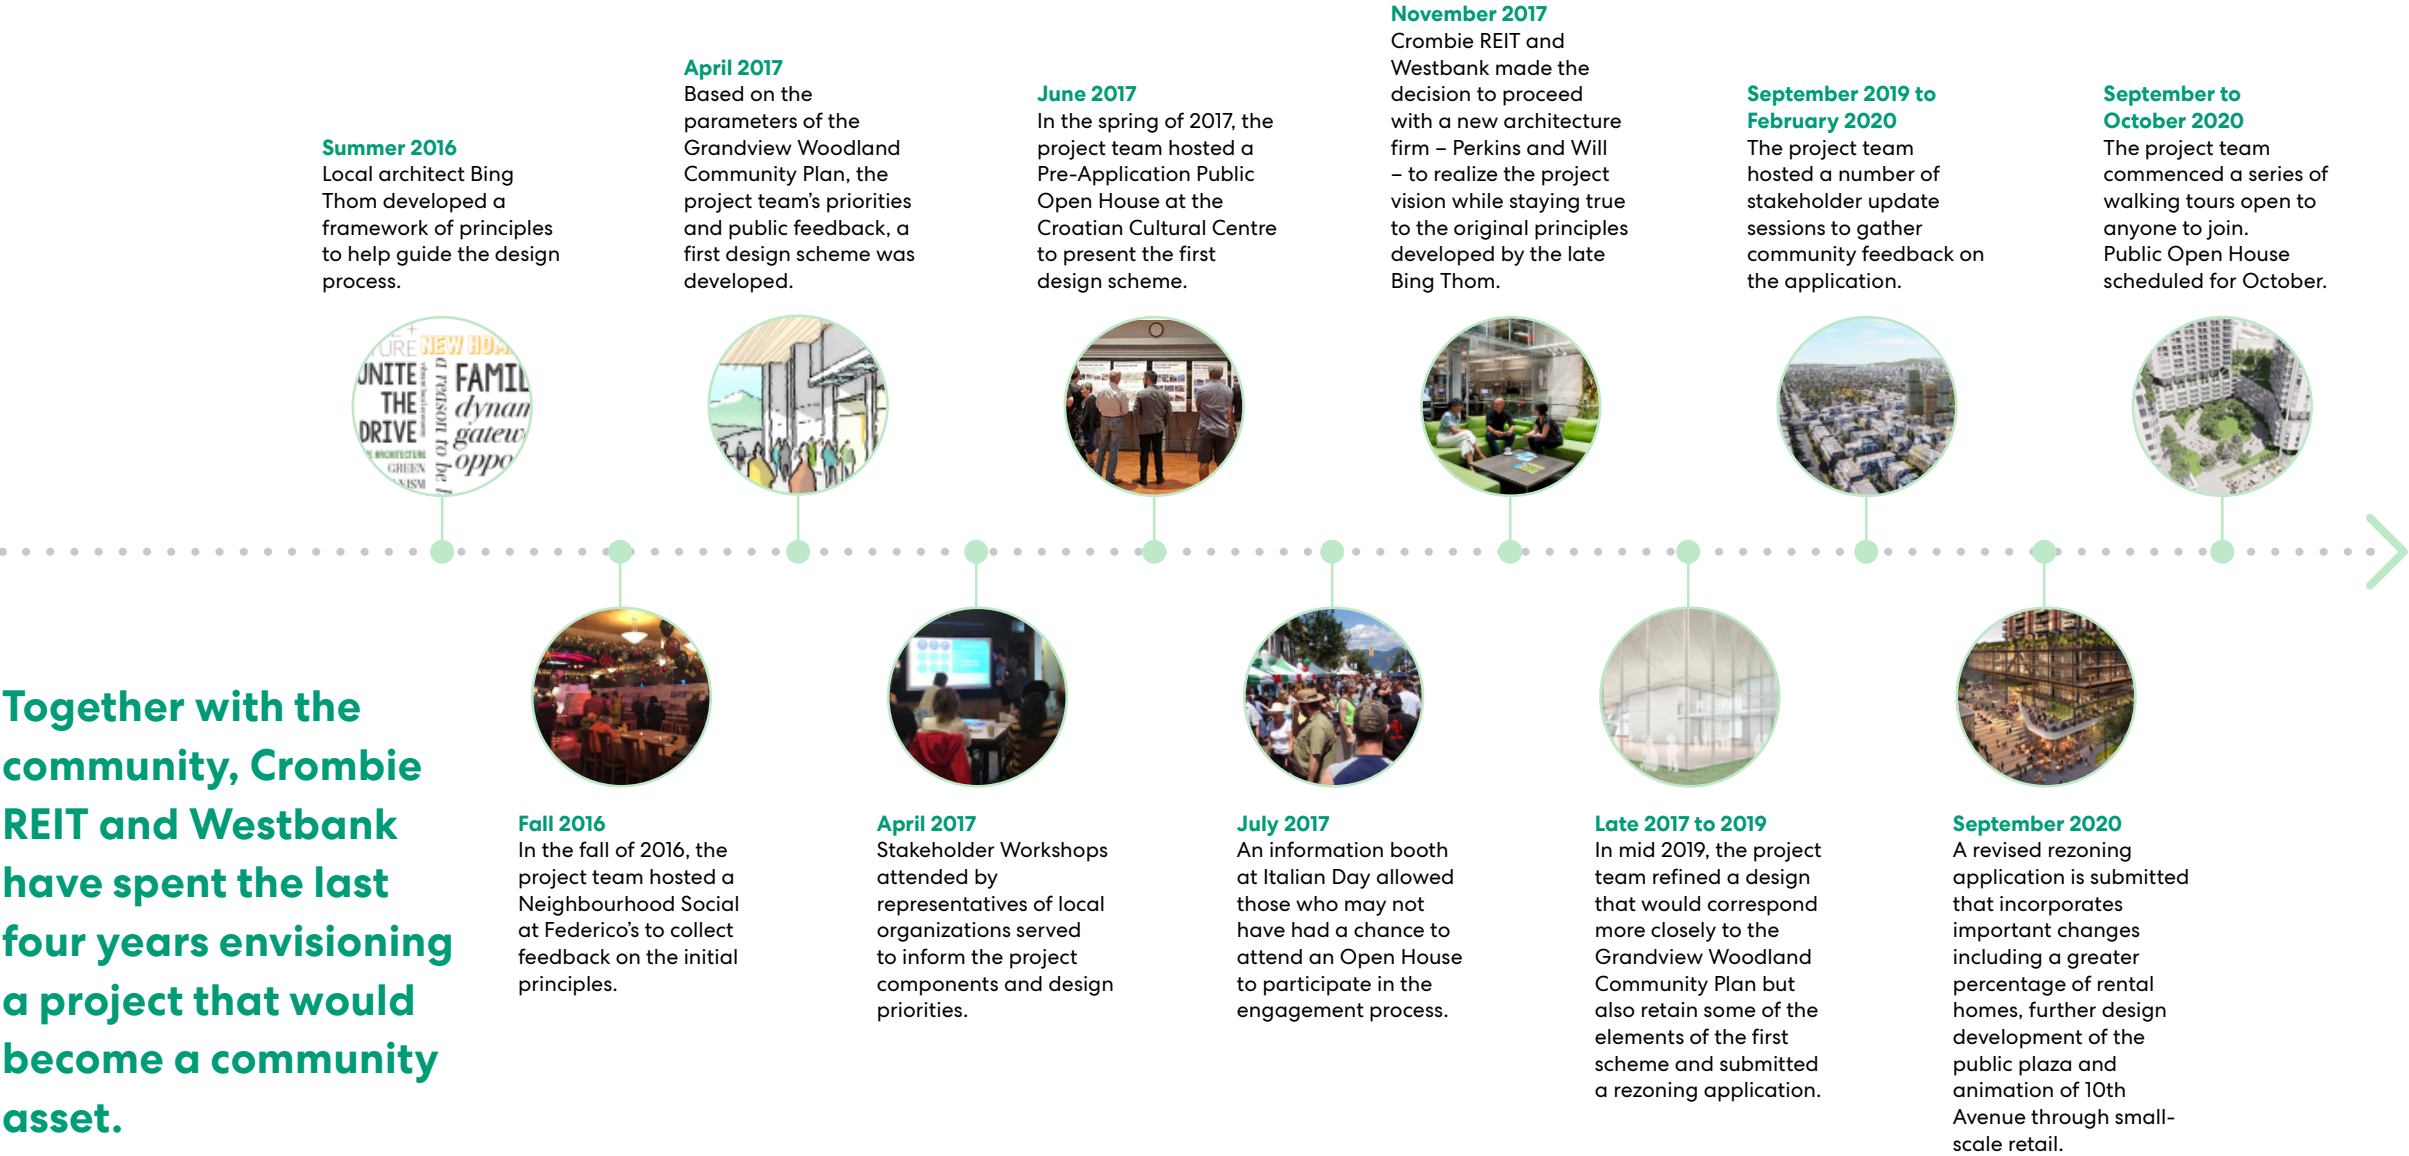 Summer 2016
Local architect Bing
Thom developed a
framework of principles
to help guide the design
process.
April 2017
Based on the
parameters of the
Grandview Woodland
Community Plan, the
project team’s priorities
and public feedback, a
first design scheme was
developed.
June 2017
In the spring of 2017, the
project team hosted a
Pre-Application Public
Open House at the
Croatian Cultural Centre
to present the first
design scheme.
November 2017
Crombie REIT and
Westbank made the
decision to proceed
with a new architecture
firm – Perkins and Will
– to realize the project
vision while staying true
to the original principles
developed by the late
Bing Thom.
September 2019 to
February 2020
The project team
hosted a number of
stakeholder update
sessions to gather
community feedback on
the application.
September to
October 2020
The project team
commenced a series of
walking tours open to
anyone to join.
Public Open House
scheduled for October.
URE NEW HOM
UNITE
THE
DRIVE
ARCHITECTURE
GREEN
NISM
a reason to be
FAMIL
dynam
gatew
oppo
Together with the
community, Crombie
REIT and Westbank
have spent the last
four years envisioning
a project that would
become a community
asset.
Fall 2016
In the fall of 2016, the
project team hosted a
Neighbourhood Social
at Federico’s to collect
feedback on the initial
principles.
April 2017
Stakeholder Workshops
attended by
representatives of local
organizations served
to inform the project
components and design
priorities.
July 2017
An information booth
at Italian Day allowed
those who may not
have had a chance to
attend an Open House
to participate in the
engagement process.
Late 2017 to 2019
In mid 2019, the project
team refined a design
that would correspond
more closely to the
Grandview Woodland
Community Plan but
also retain some of the
elements of the first
scheme and submitted
a rezoning application.
September 2020
A revised rezoning
application is submitted
that incorporates
important changes
including a greater
percentage of rental
homes, further design
development of the
public plaza and
animation of 10th
Avenue through small-
scale retail.